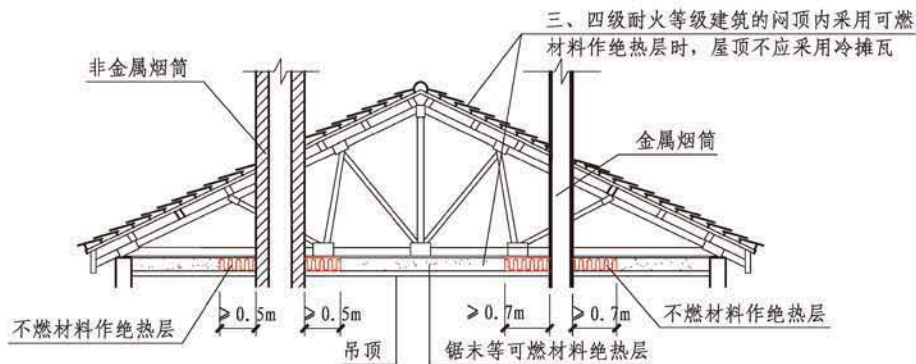 三、四级耐火等级建筑的闷顶内采用可燃
材料作绝热层时，屋顶不应采用冷摊瓦
非金属烟筒
金属烟筒
≥0.5m
≥0.5m
≥0.7m
≥0.7m
不燃材料作绝热层
不燃材料作绝热层
吊顶
锯末等可燃材料绝热层